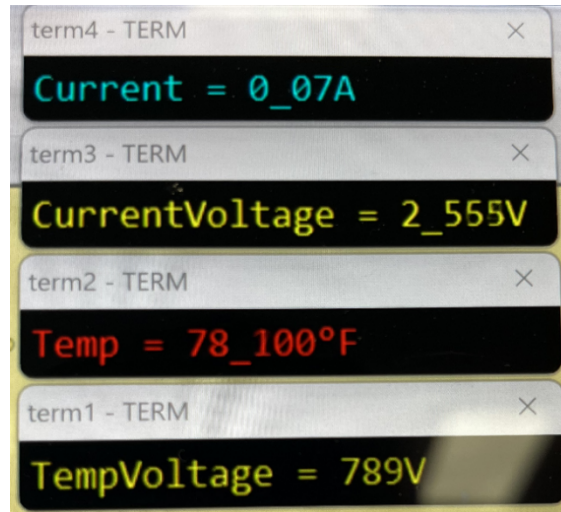 term4 - TERM
Current = 0_07A
term3 - TERM
CurrentVoltage = 2_555V
term2 - TERM
Temp = 78_100°F
term1 - TERM
TempVoltage = 789V